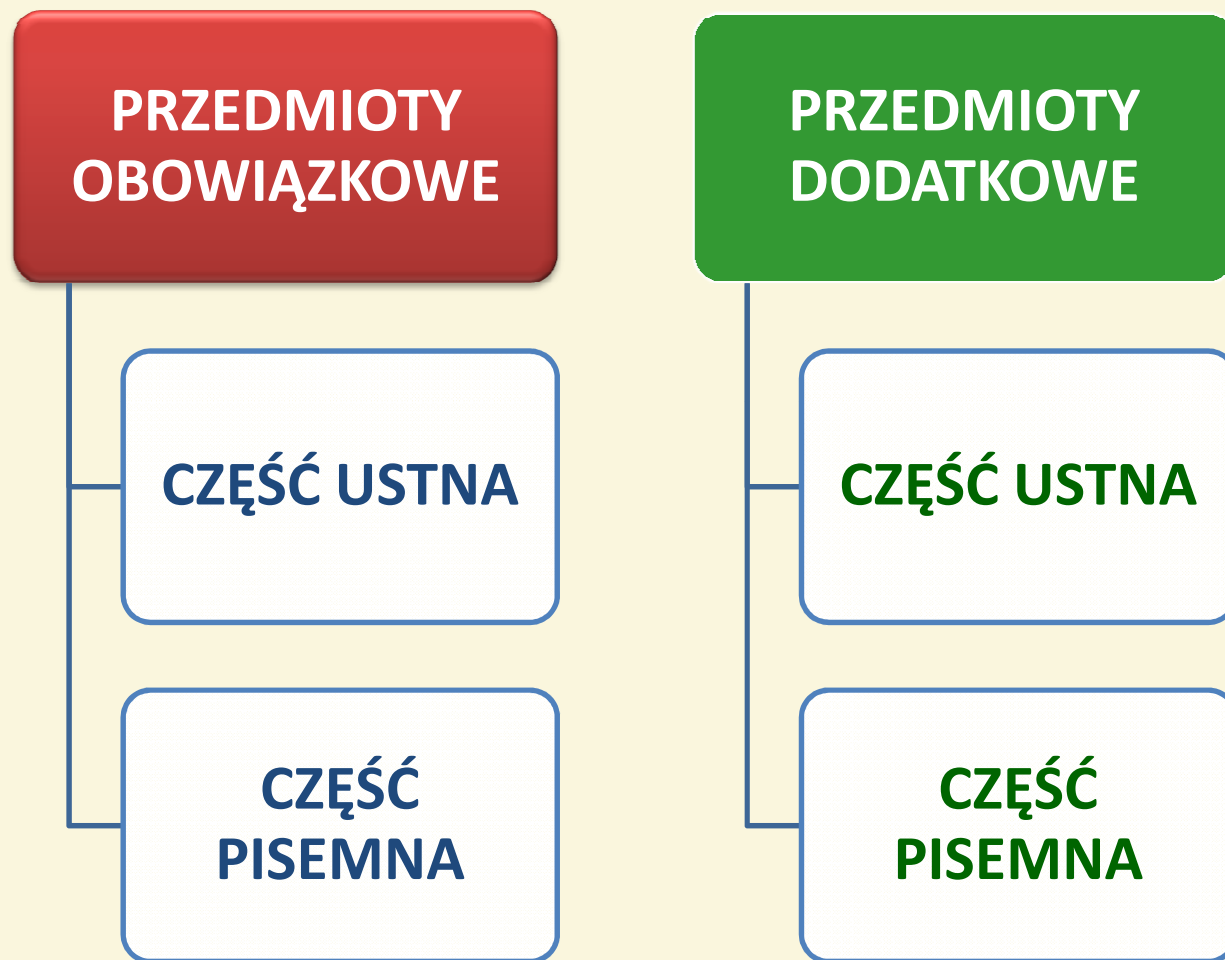 PRZEDMIOTY
OBOWIĄZKOWE
CZĘŚĆ USTNA
CZĘŚĆ
PISEMNA
PRZEDMIOTY
DODATKOWE
CZĘŚĆ USTNA
CZĘŚĆ
PISEMNA